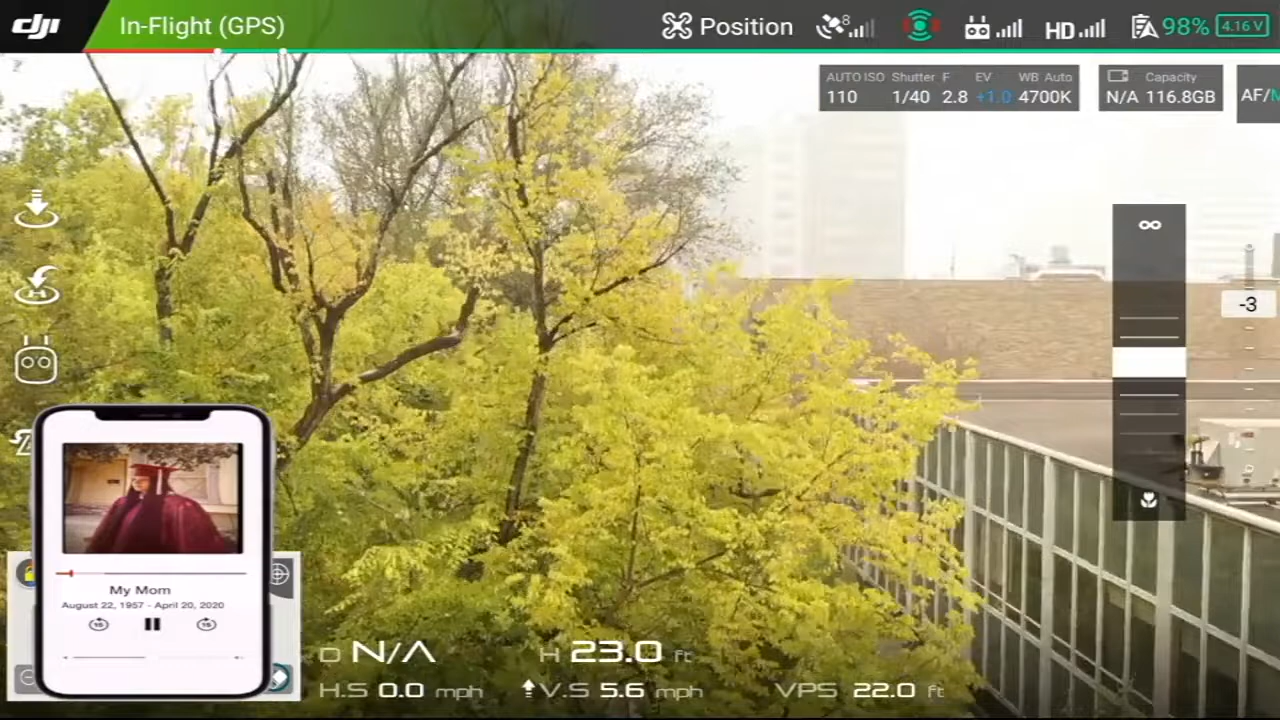 dji In-Flight (GPS) Position 8 HD 98% 4.16 V
AUTO ISO Shutter F EV WB Auto Capacity
110 1/40 2.8 +1.0 4700K N/A 116.8GB AF/M
∞
-3
H
My Mom
August 22, 1957 - April 20, 2020
15 15
D N/A H 23.0 ft
H.S 0.0 mph V.S 5.6 mph VPS 22.0 ft